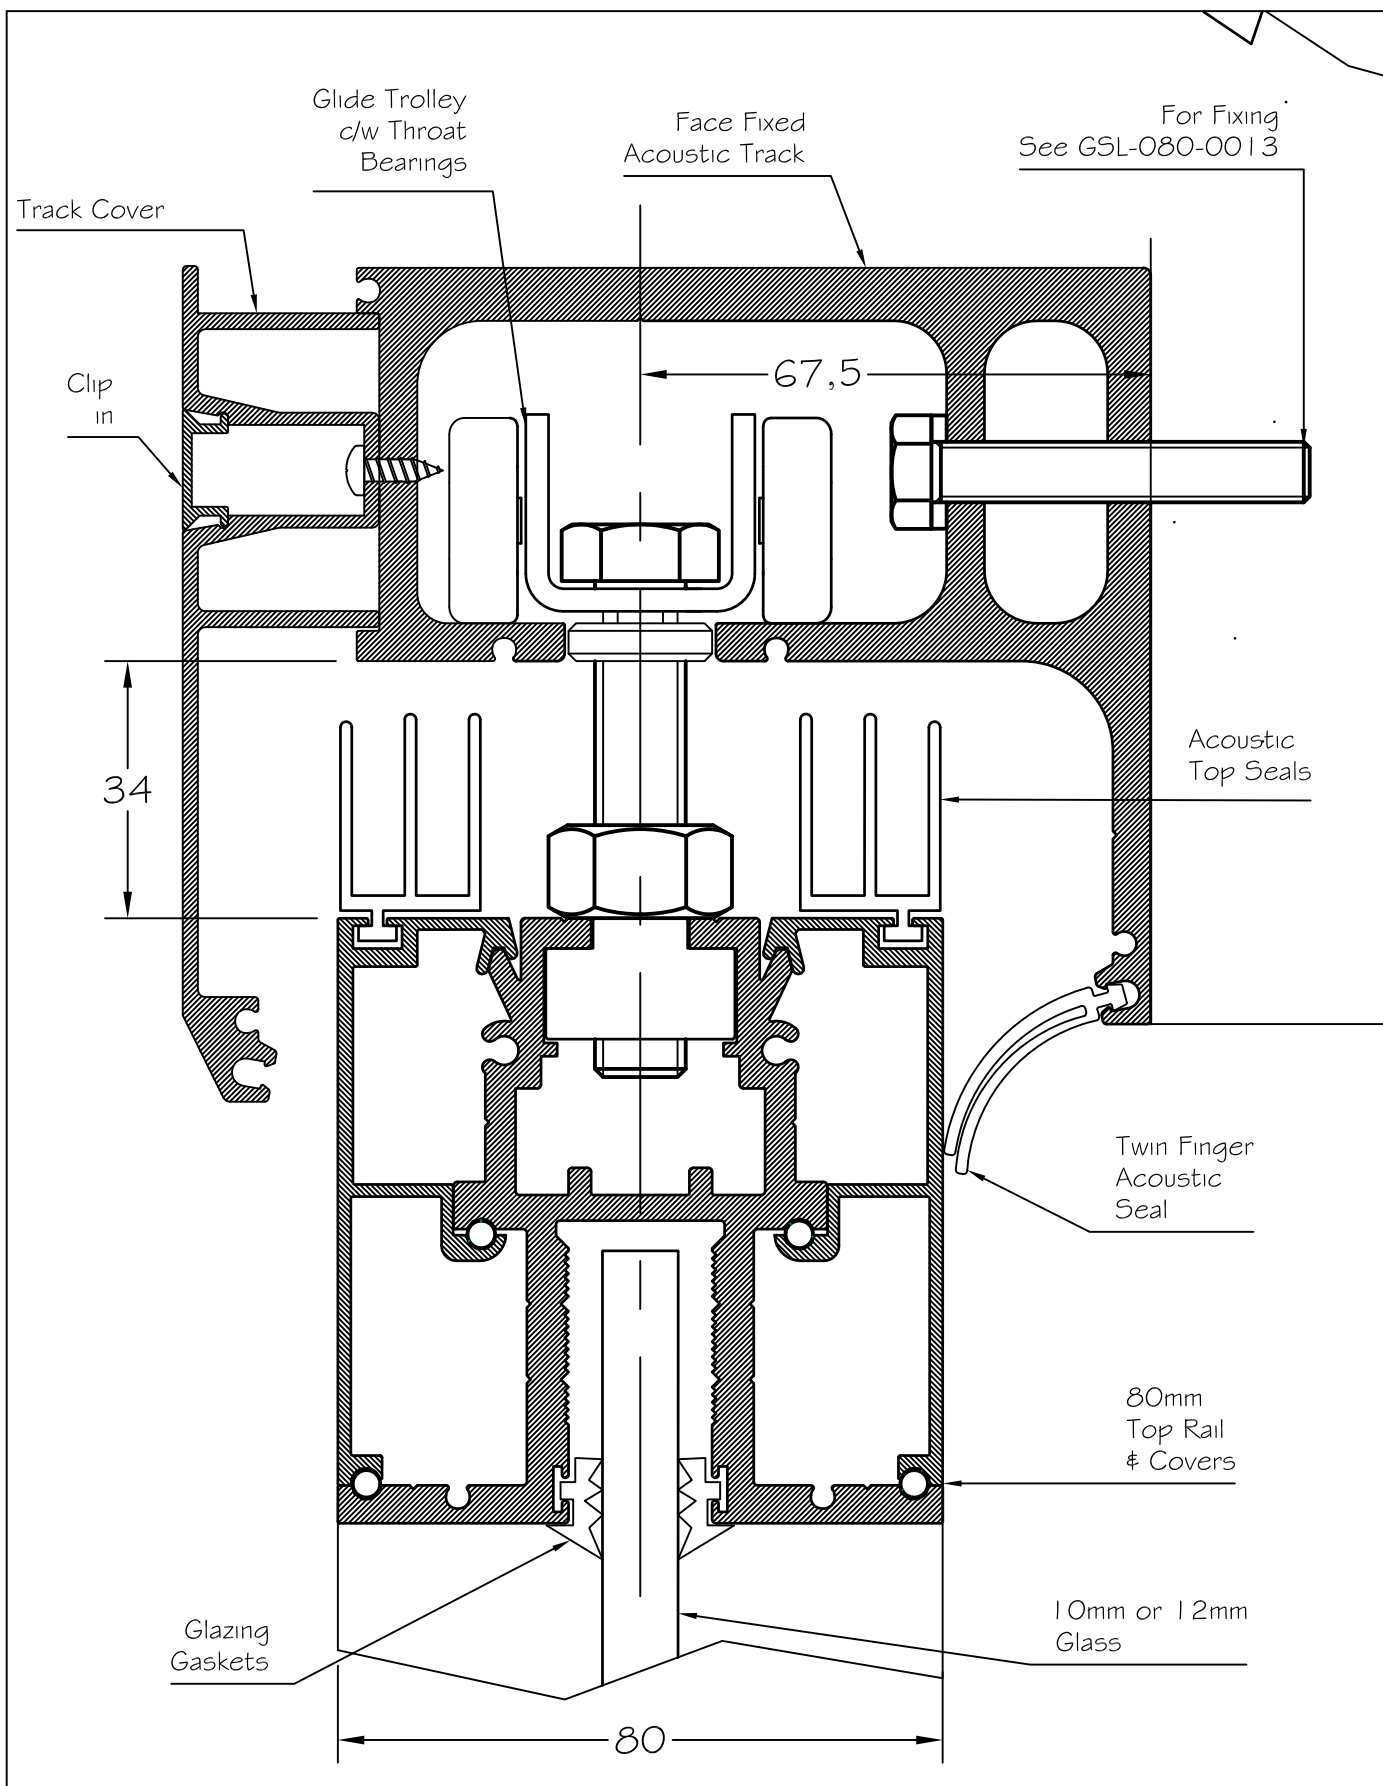 Glide Trolley
c/w Throat
Bearings
Face Fixed
Acoustic Track
For Fixing
See GSL-080-0013
Track Cover
67,5
Clip
in
Acoustic
Top Seals
34
Twin Finger
Acoustic
Seal
80mm
Top Rail
& Covers
10mm or 12mm
Glass
Glazing
Gaskets
80